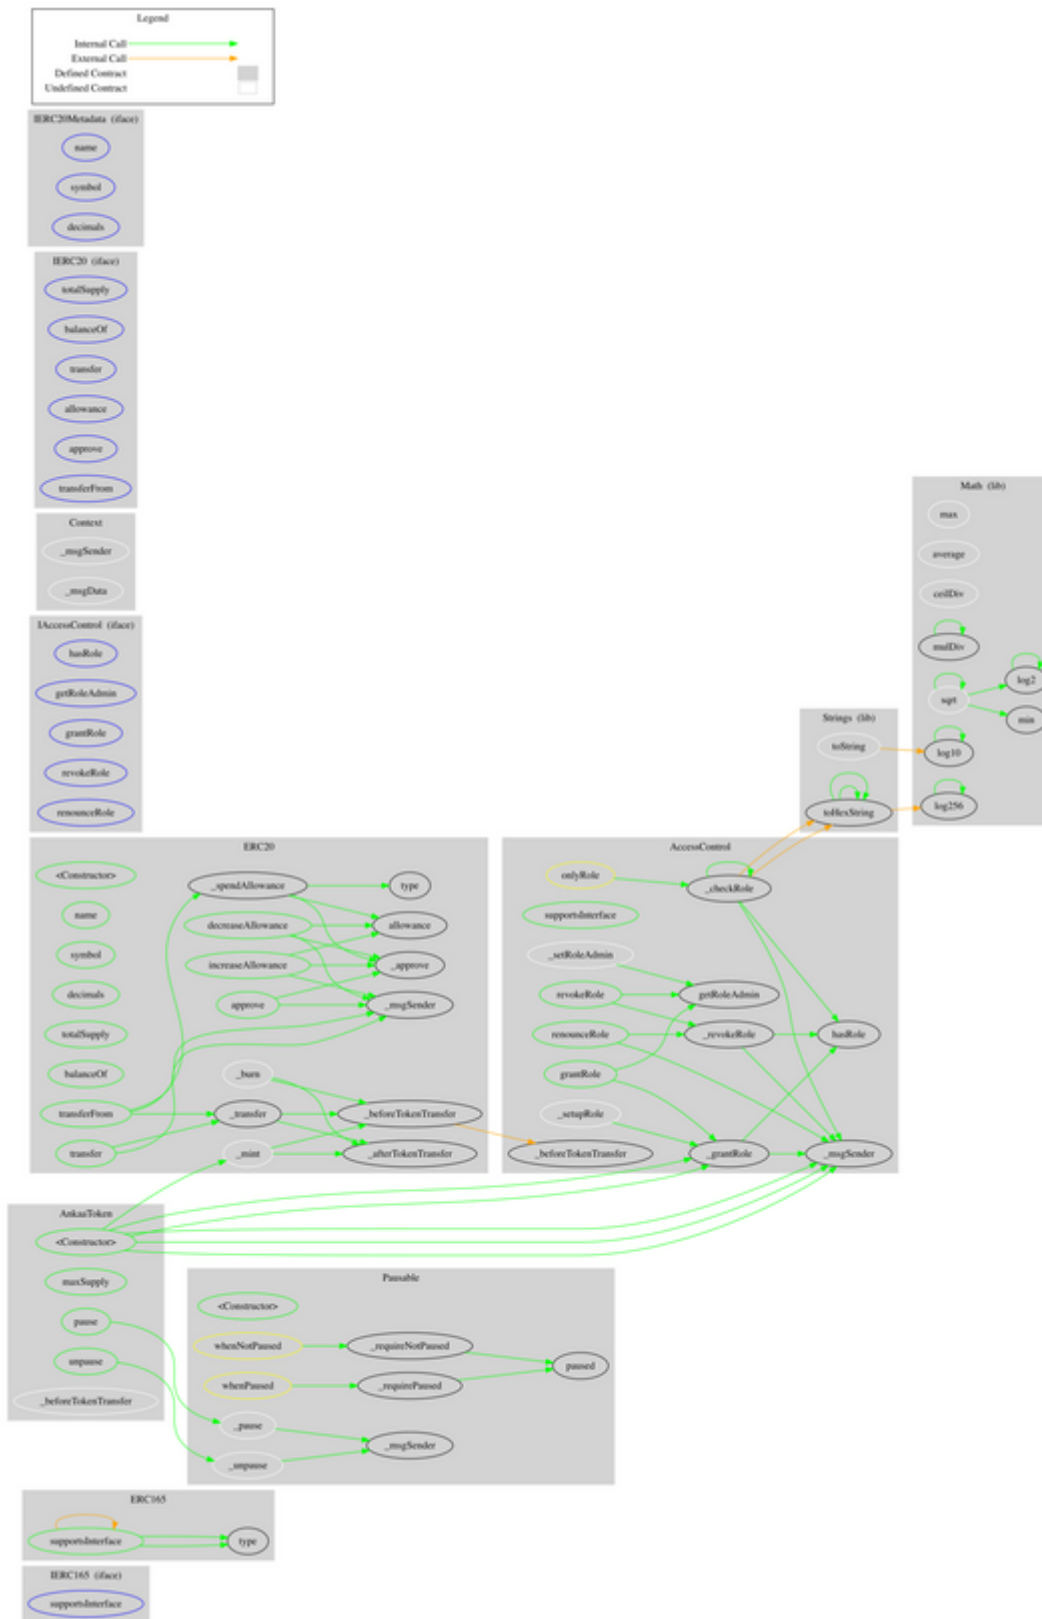 Legend
Internal Call
External Call
Defined Contract
Undefined Contract
IERC20Metadata (iface)
name
symbol
decimals
IERC20 (iface)
totalSupply
balanceOf
transfer
allowance
approve
transferFrom
Context
_msgSender
_msgData
IAccessControl (iface)
hasRole
getRoleAdmin
grantRole
revokeRole
renounceRole
Math (lib)
max
average
ceilDiv
mulDiv
sqrt
log2
min
log10
log256
Strings (lib)
toString
toHexString
ERC20
<Constructor>
name
symbol
decimals
totalSupply
balanceOf
transferFrom
transfer
_spendAllowance
decreaseAllowance
increaseAllowance
approve
_burn
_transfer
_mint
type
allowance
_approve
_msgSender
_beforeTokenTransfer
_afterTokenTransfer
AccessControl
onlyRole
supportsInterface
_setRoleAdmin
revokeRole
renounceRole
grantRole
_setupRole
_beforeTokenTransfer
_checkRole
getRoleAdmin
_revokeRole
_grantRole
hasRole
_msgSender
AnkaaToken
<Constructor>
maxSupply
pause
unpause
_beforeTokenTransfer
Pausable
<Constructor>
whenNotPaused
whenPaused
_pause
_unpause
_requireNotPaused
_requirePaused
_msgSender
paused
ERC165
supportsInterface
type
IERC165 (iface)
supportsInterface